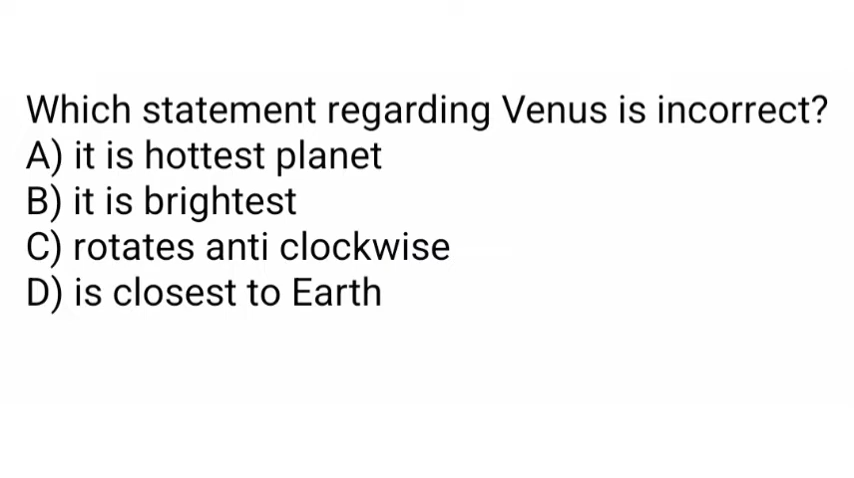 Which statement regarding Venus is incorrect?
A) it is hottest planet
B) it is brightest
C) rotates anti clockwise
D) is closest to Earth